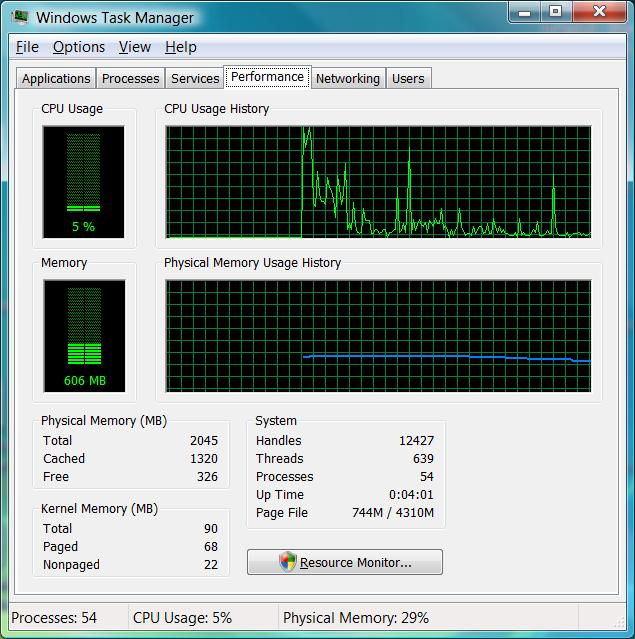 Windows Task Manager
File Options View Help
Applications Processes Services Performance Networking Users
CPU Usage
CPU Usage History
5 %
Memory
Physical Memory Usage History
606 MB
Physical Memory (MB)
Total 2045
Cached 1320
Free 326
System
Handles 12427
Threads 639
Processes 54
Up Time 0:04:01
Page File 744M / 4310M
Kernel Memory (MB)
Total 90
Paged 68
Nonpaged 22
Resource Monitor...
Processes: 54 CPU Usage: 5% Physical Memory: 29%